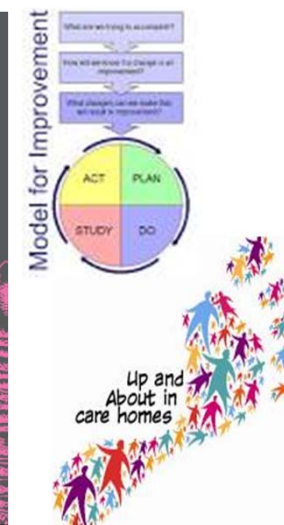 Model for Improvement
What are we trying to accomplish?
How will we know that a change is an
improvement?
What changes can we make that
will result in improvement?
ACT
PLAN
STUDY
DO
Up and
About in
care homes